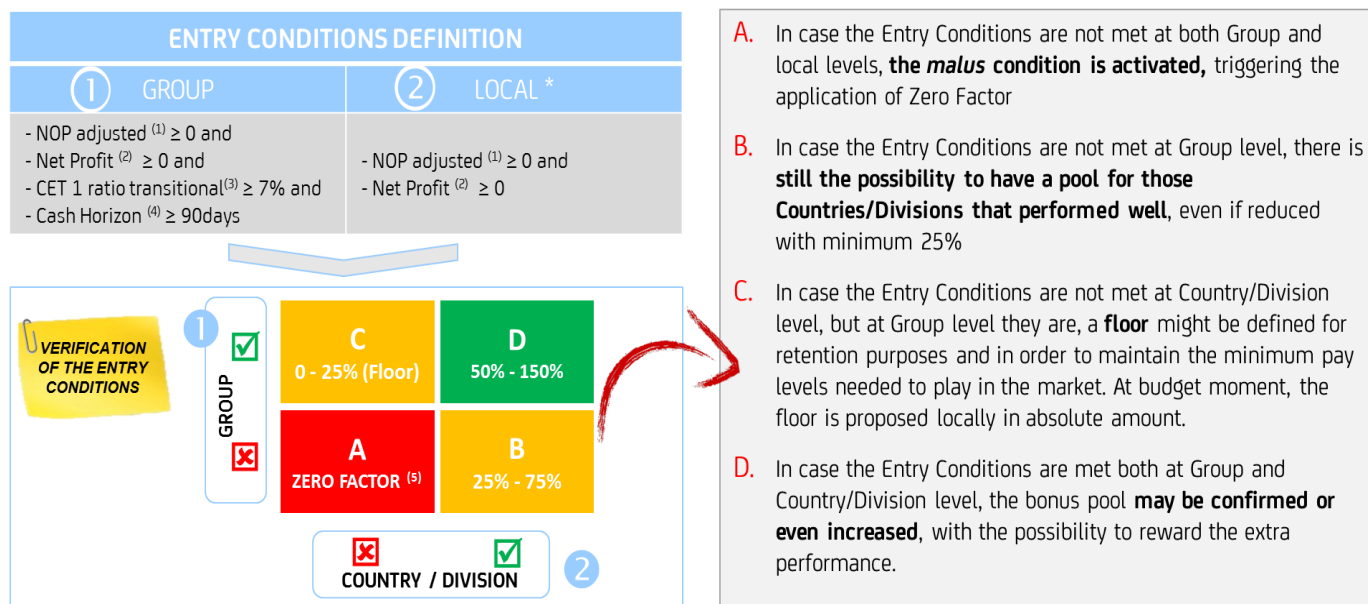 ENTRY CONDITIONS DEFINITION
1 GROUP
2 LOCAL *
- NOP adjusted (1) ≥ 0 and
- Net Profit (2) ≥ 0 and
- CET 1 ratio transitional(3) ≥ 7% and
- Cash Horizon (4) ≥ 90days
- NOP adjusted (1) ≥ 0 and
- Net Profit (2) ≥ 0
VERIFICATION
OF THE ENTRY
CONDITIONS
1
GROUP
C
0 - 25% (Floor)
D
50% - 150%
A
ZERO FACTOR (5)
B
25% - 75%
COUNTRY / DIVISION
2
A. In case the Entry Conditions are not met at both Group and
local levels, the malus condition is activated, triggering the
application of Zero Factor
B. In case the Entry Conditions are not met at Group level, there is
still the possibility to have a pool for those
Countries/Divisions that performed well, even if reduced
with minimum 25%
C. In case the Entry Conditions are not met at Country/Division
level, but at Group level they are, a floor might be defined for
retention purposes and in order to maintain the minimum pay
levels needed to play in the market. At budget moment, the
floor is proposed locally in absolute amount.
D. In case the Entry Conditions are met both at Group and
Country/Division level, the bonus pool may be confirmed or
even increased, with the possibility to reward the extra
performance.